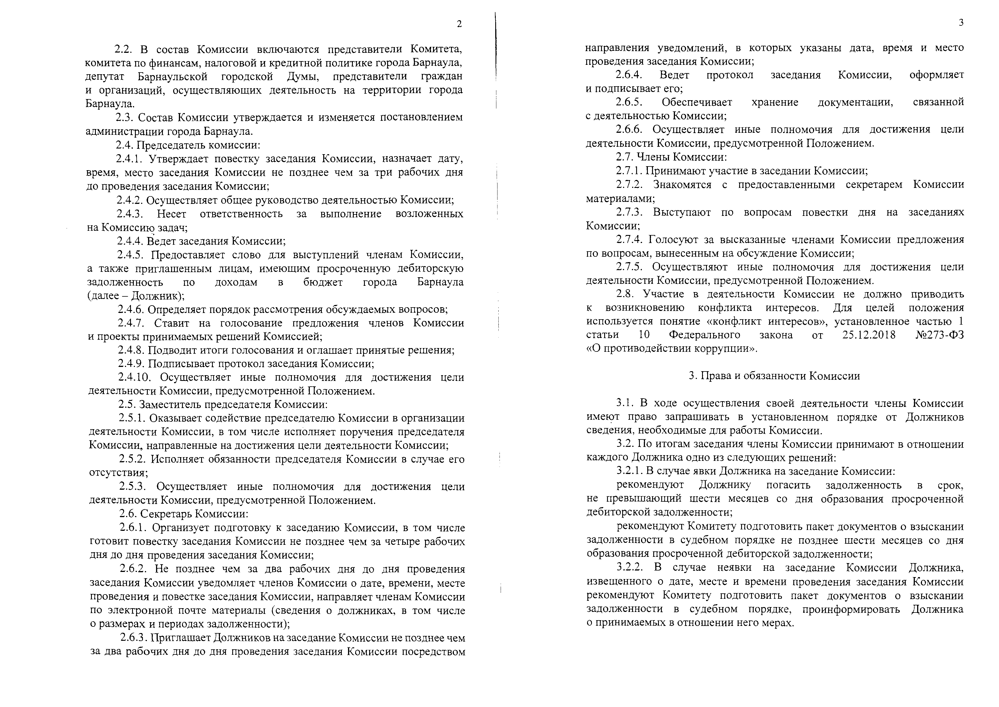 2
2.2. В состав Комиссии включаются представители Комитета,
комитета по финансам, налоговой и кредитной политике города Барнаула,
депутат Барнаульской городской Думы, представители граждан
и организаций, осуществляющих деятельность на территории города
Барнаула.
2.3. Состав Комиссии утверждается и изменяется постановлением
администрации города Барнаула.
2.4. Председатель комиссии:
2.4.1. Утверждает повестку заседания Комиссии, назначает дату,
время, место заседания Комиссии не позднее чем за три рабочих дня
до проведения заседания Комиссии;
2.4.2. Осуществляет общее руководство деятельностью Комиссии;
2.4.3. Несет ответственность за выполнение возложенных
на Комиссию задач;
2.4.4. Ведет заседания Комиссии;
2.4.5. Предоставляет слово для выступлений членам Комиссии,
а также приглашенным лицам, имеющим просроченную дебиторскую
задолженность по доходам в бюджет города Барнаула
(далее – Должник);
2.4.6. Определяет порядок рассмотрения обсуждаемых вопросов;
2.4.7. Ставит на голосование предложения членов Комиссии
и проекты принимаемых решений Комиссией;
2.4.8. Подводит итоги голосования и оглашает принятые решения;
2.4.9. Подписывает протокол заседания Комиссии;
2.4.10. Осуществляет иные полномочия для достижения цели
деятельности Комиссии, предусмотренной Положением.
2.5. Заместитель председателя Комиссии:
2.5.1. Оказывает содействие председателю Комиссии в организации
деятельности Комиссии, в том числе исполняет поручения председателя
Комиссии, направленные на достижения цели деятельности Комиссии;
2.5.2. Исполняет обязанности председателя Комиссии в случае его
отсутствия;
2.5.3. Осуществляет иные полномочия для достижения цели
деятельности Комиссии, предусмотренной Положением.
2.6. Секретарь Комиссии:
2.6.1. Организует подготовку к заседанию Комиссии, в том числе
готовит повестку заседания Комиссии не позднее чем за четыре рабочих
дня до дня проведения заседания Комиссии;
2.6.2. Не позднее чем за два рабочих дня до дня проведения
заседания Комиссии уведомляет членов Комиссии о дате, времени, месте
проведения и повестке заседания Комиссии, направляет членам Комиссии
по электронной почте материалы (сведения о должниках, в том числе
о размерах и периодах задолженности);
2.6.3. Приглашает Должников на заседание Комиссии не позднее чем
за два рабочих дня до дня проведения заседания Комиссии посредством
3
направления уведомлений, в которых указаны дата, время и место
проведения заседания Комиссии;
2.6.4. Ведет протокол заседания Комиссии, оформляет
и подписывает его;
2.6.5. Обеспечивает хранение документации, связанной
с деятельностью Комиссии;
2.6.6. Осуществляет иные полномочия для достижения цели
деятельности Комиссии, предусмотренной Положением.
2.7. Члены Комиссии:
2.7.1. Принимают участие в заседании Комиссии;
2.7.2. Знакомятся с предоставленными секретарем Комиссии
материалами;
2.7.3. Выступают по вопросам повестки дня на заседаниях
Комиссии;
2.7.4. Голосуют за высказанные членами Комиссии предложения
по вопросам, вынесенным на обсуждение Комиссии;
2.7.5. Осуществляют иные полномочия для достижения цели
деятельности Комиссии, предусмотренной Положением.
2.8. Участие в деятельности Комиссии не должно приводить
к возникновению конфликта интересов. Для целей положения
используется понятие «конфликт интересов», установленное частью 1
статьи 10 Федерального закона от 25.12.2018 №273-ФЗ
«О противодействии коррупции».
3. Права и обязанности Комиссии
3.1. В ходе осуществления своей деятельности члены Комиссии
имеют право запрашивать в установленном порядке от Должников
сведения, необходимые для работы Комиссии.
3.2. По итогам заседания члены Комиссии принимают в отношении
каждого Должника одно из следующих решений:
3.2.1. В случае явки Должника на заседание Комиссии:
рекомендуют Должнику погасить задолженность в срок,
не превышающий шести месяцев со дня образования просроченной
дебиторской задолженности;
рекомендуют Комитету подготовить пакет документов о взыскании
задолженности в судебном порядке не позднее шести месяцев со дня
образования просроченной дебиторской задолженности;
3.2.2. В случае неявки на заседание Комиссии Должника,
извещенного о дате, месте и времени проведения заседания Комиссии
рекомендуют Комитету подготовить пакет документов о взыскании
задолженности в судебном порядке, проинформировать Должника
о принимаемых в отношении него мерах.